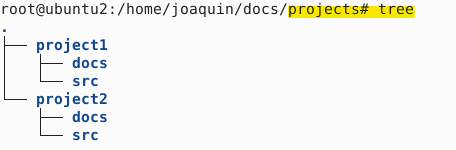 root@ubuntu2:/home/joaquin/docs/projects# tree
.
├── project1
│   ├── docs
│   └── src
└── project2
    ├── docs
    └── src